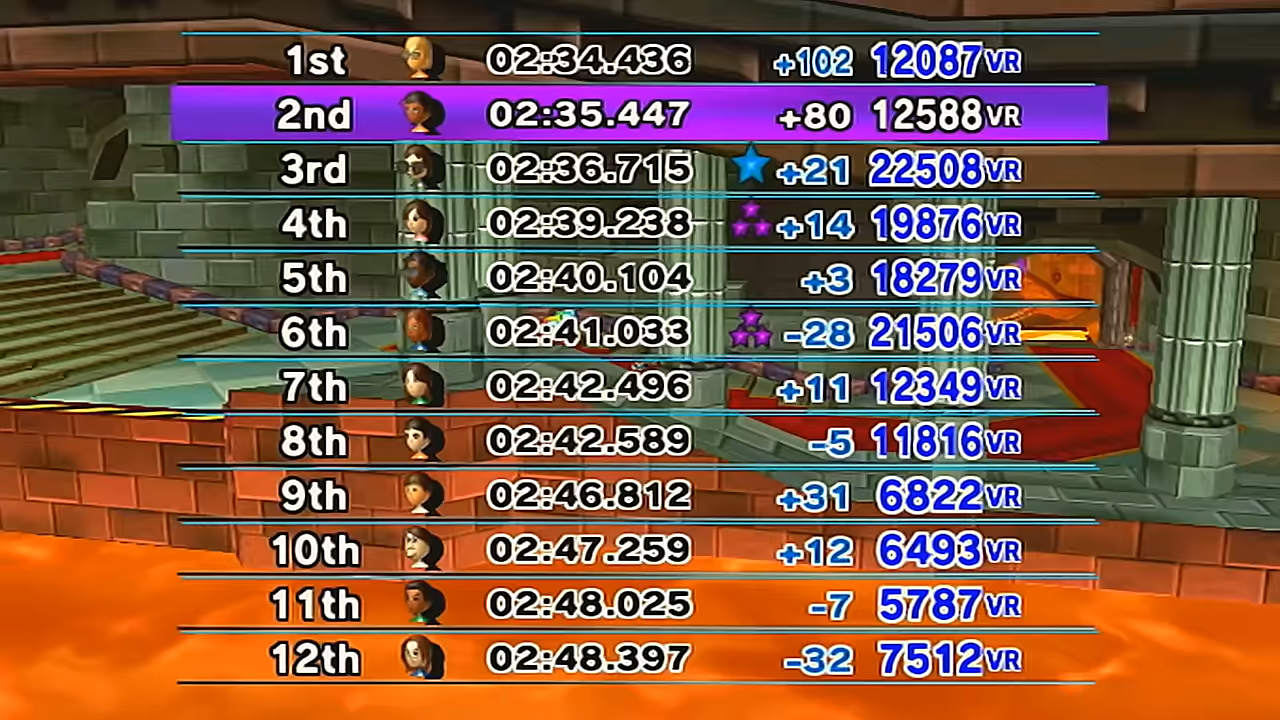 1st 02:34.436 +102 12087VR
2nd 02:35.447 +80 12588VR
3rd 02:36.715 +21 22508VR
4th 02:39.238 +14 19876VR
5th 02:40.104 +3 18279VR
6th 02:41.033 -28 21506VR
7th 02:42.496 +11 12349VR
8th 02:42.589 -5 11816VR
9th 02:46.812 +31 6822VR
10th 02:47.259 +12 6493VR
11th 02:48.025 -7 5787VR
12th 02:48.397 -32 7512VR